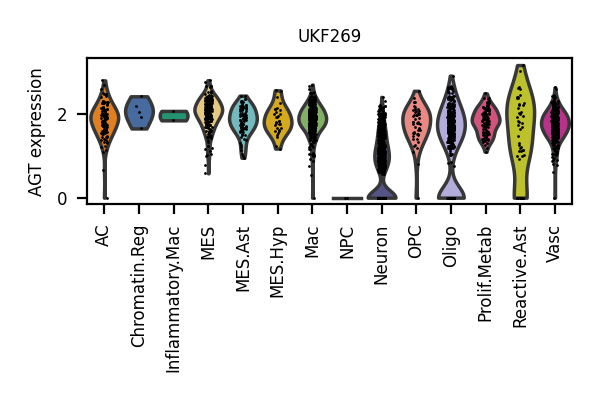 UKF269
AGT expression
2
0
AC
Chromatin.Reg
Inflammatory.Mac
MES
MES.Ast
MES.Hyp
Mac
NPC
Neuron
OPC
Oligo
Prolif.Metab
Reactive.Ast
Vasc